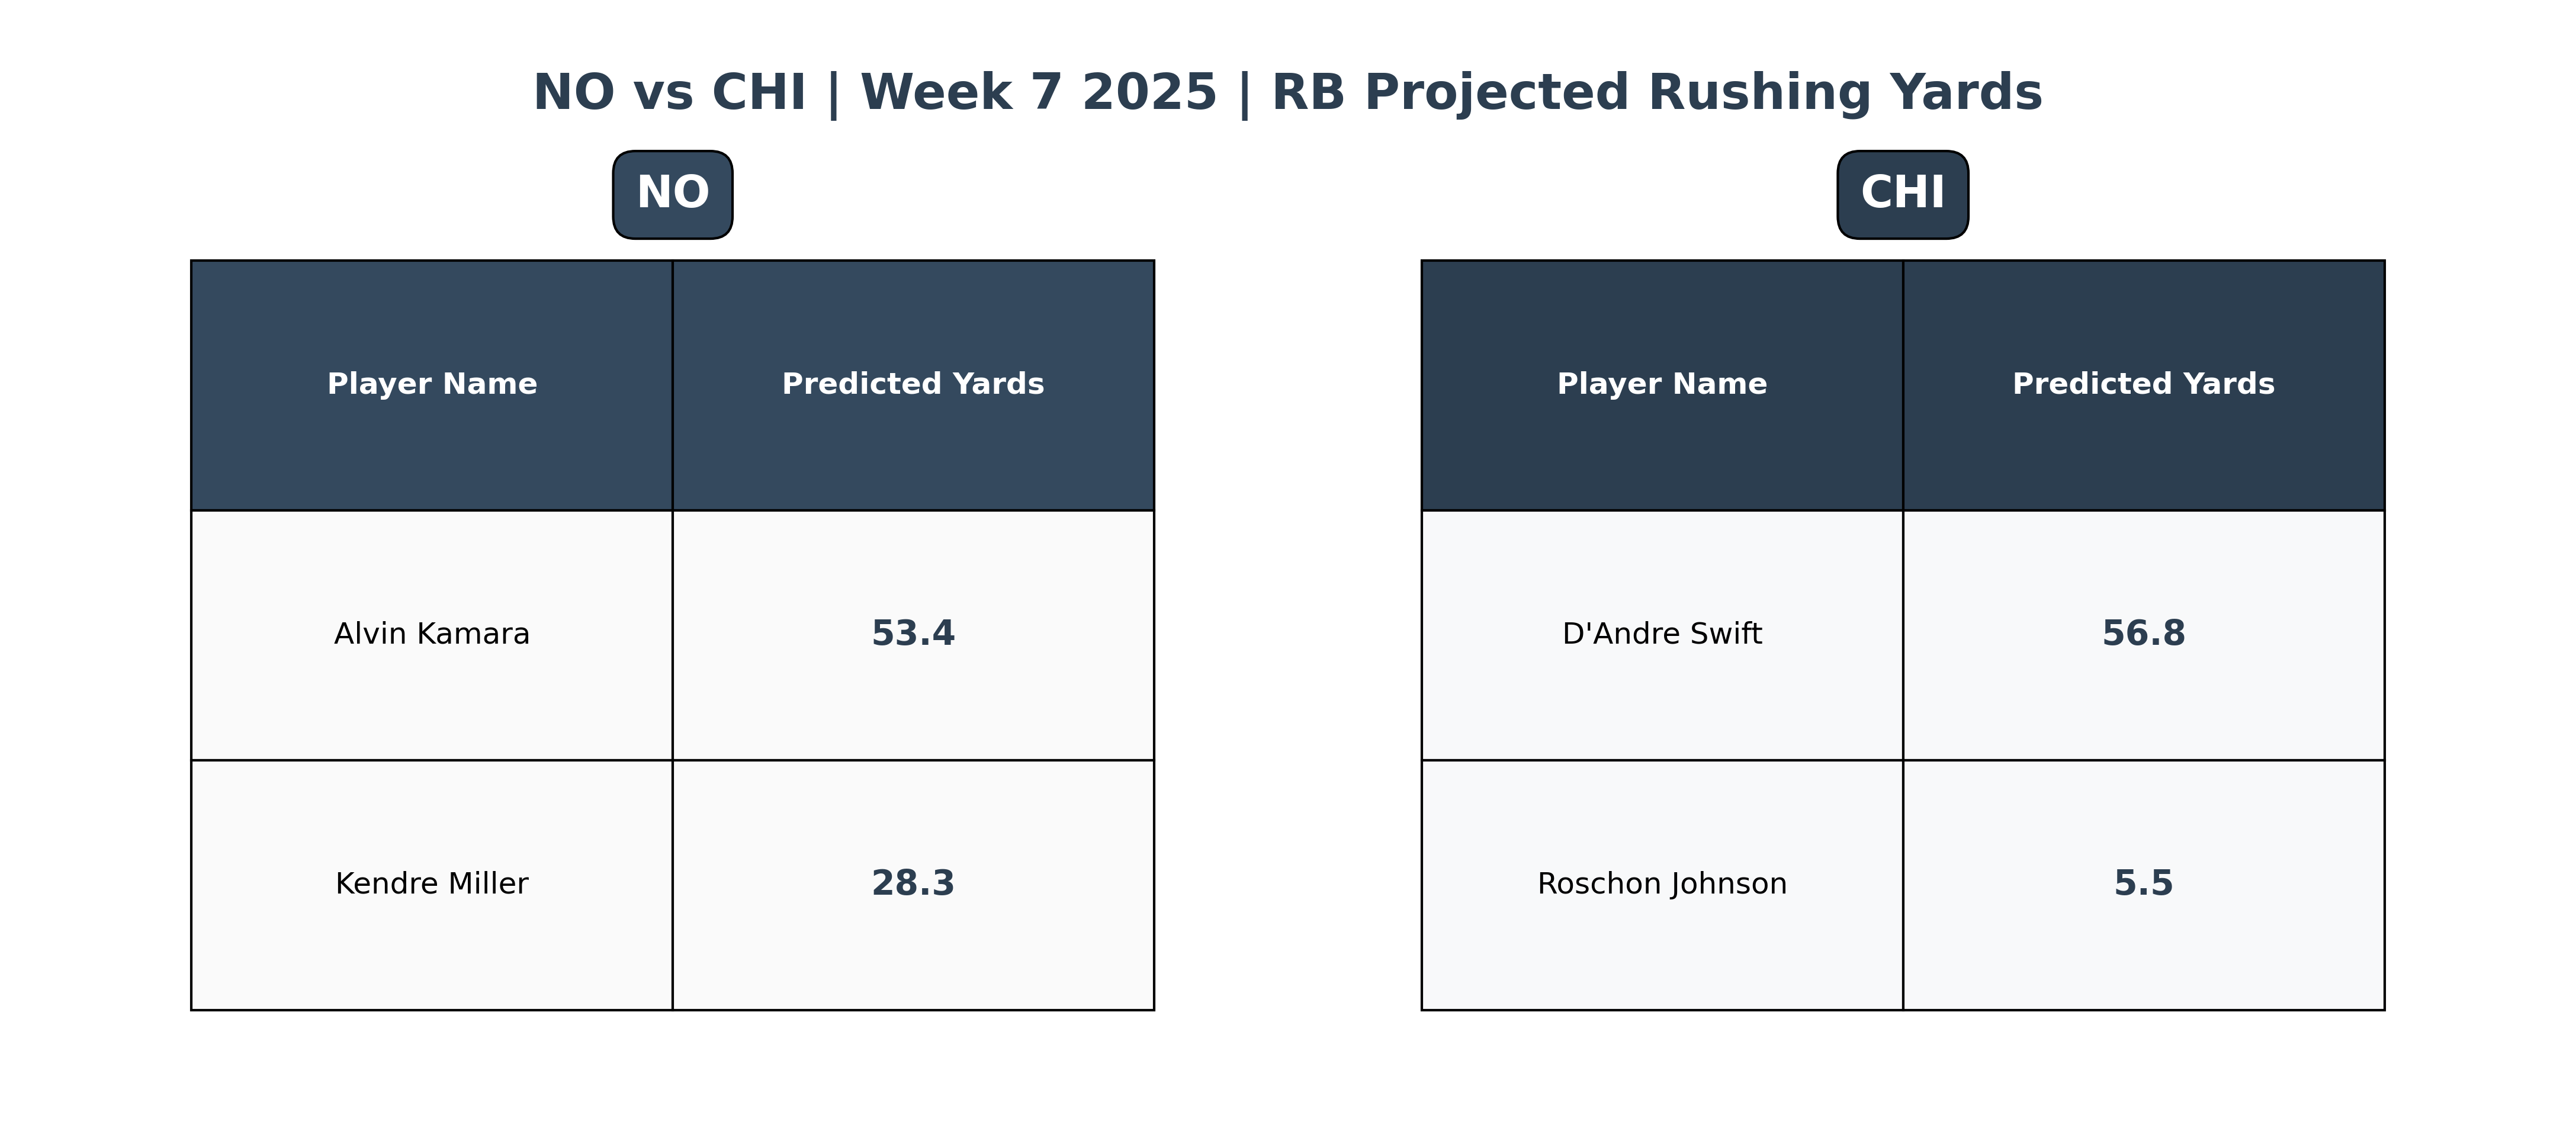 NO vs CHI | Week 7 2025 | RB Projected Rushing Yards
NO
Player Name Predicted Yards
Alvin Kamara 53.4
Kendre Miller 28.3
CHI
Player Name Predicted Yards
D'Andre Swift 56.8
Roschon Johnson 5.5